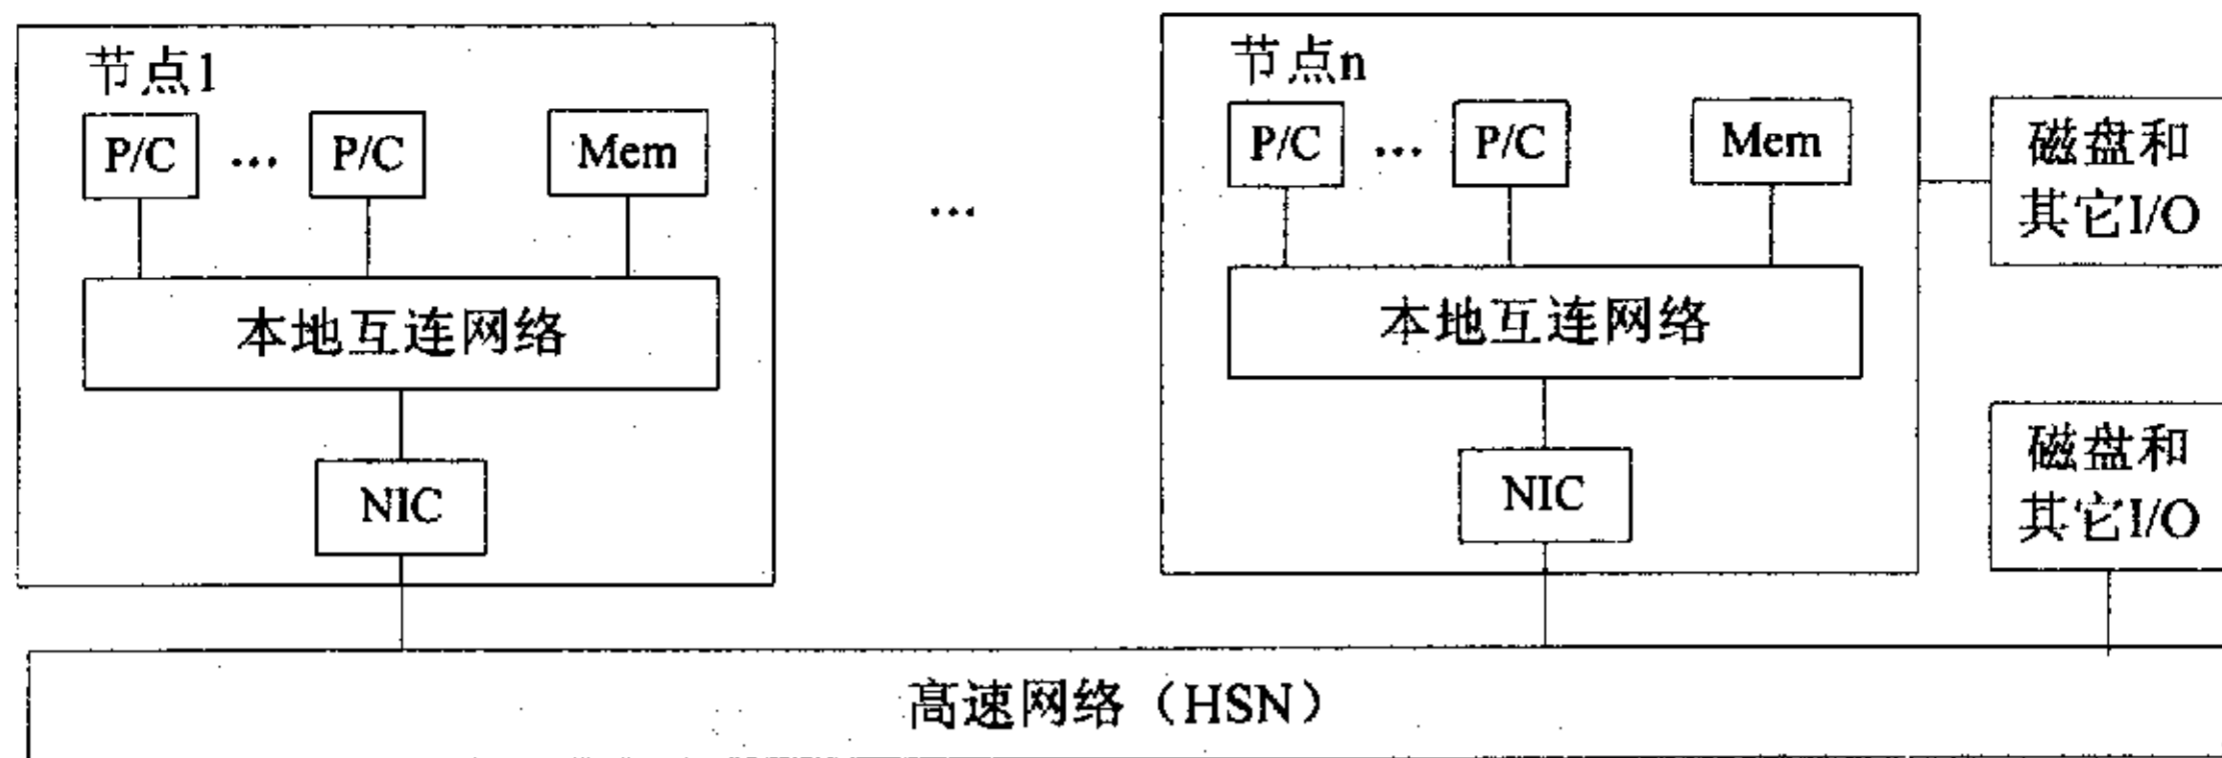 节点1
P/C ... P/C Mem
本地互连网络
NIC
...
节点n
P/C ... P/C Mem
本地互连网络
NIC
磁盘和
其它I/O
磁盘和
其它I/O
高速网络（HSN）